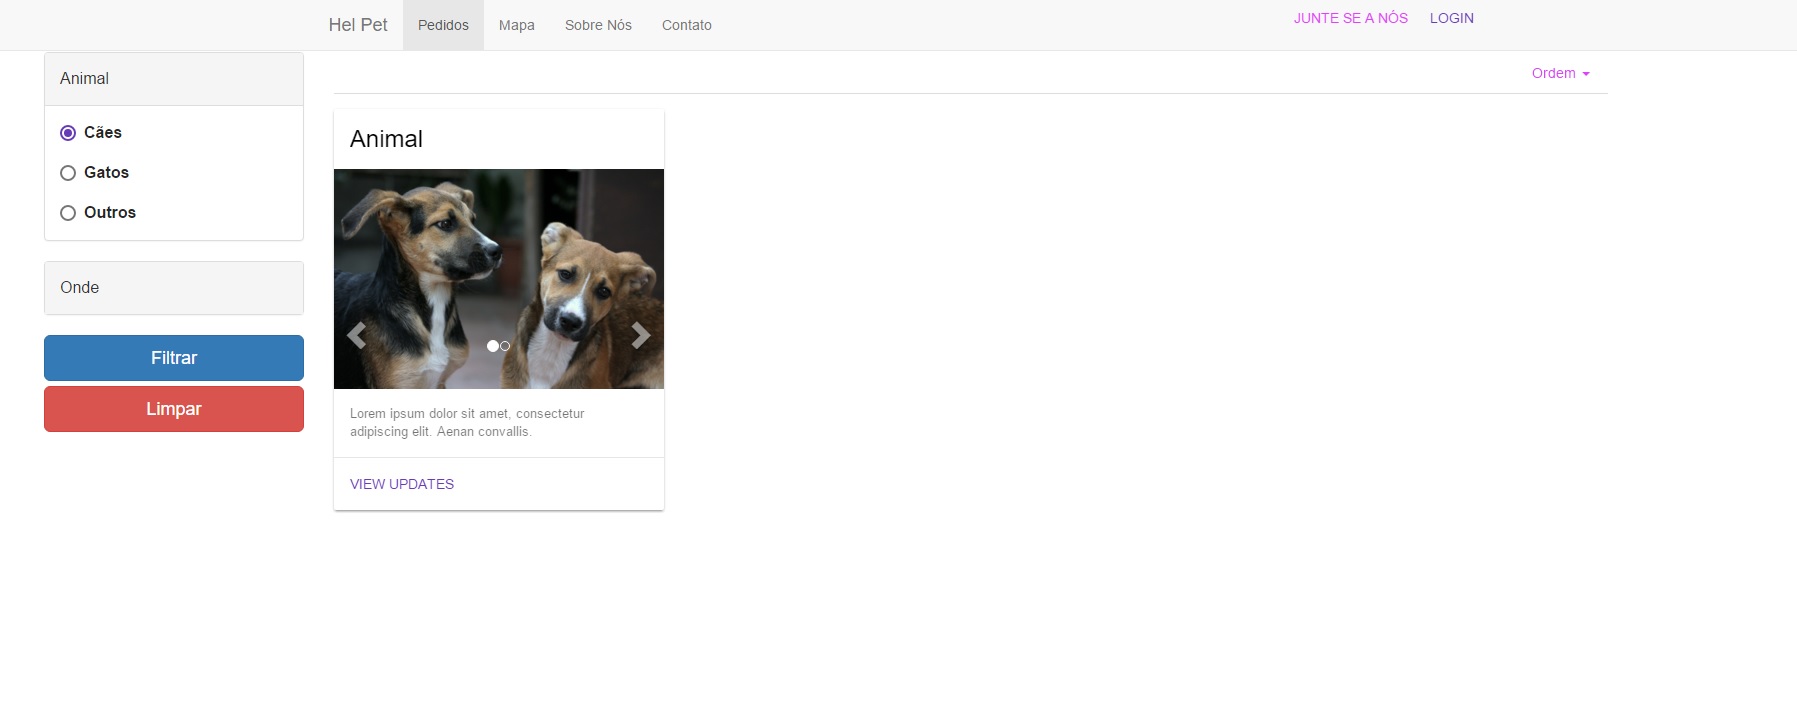 Hel Pet
Pedidos
Mapa
Sobre Nós
Contato
JUNTE SE A NÓS
LOGIN
Animal
Cães
Gatos
Outros
Onde
Filtrar
Limpar
Ordem
Animal
Lorem ipsum dolor sit amet, consectetur
adipiscing elit. Aenan convallis.
VIEW UPDATES